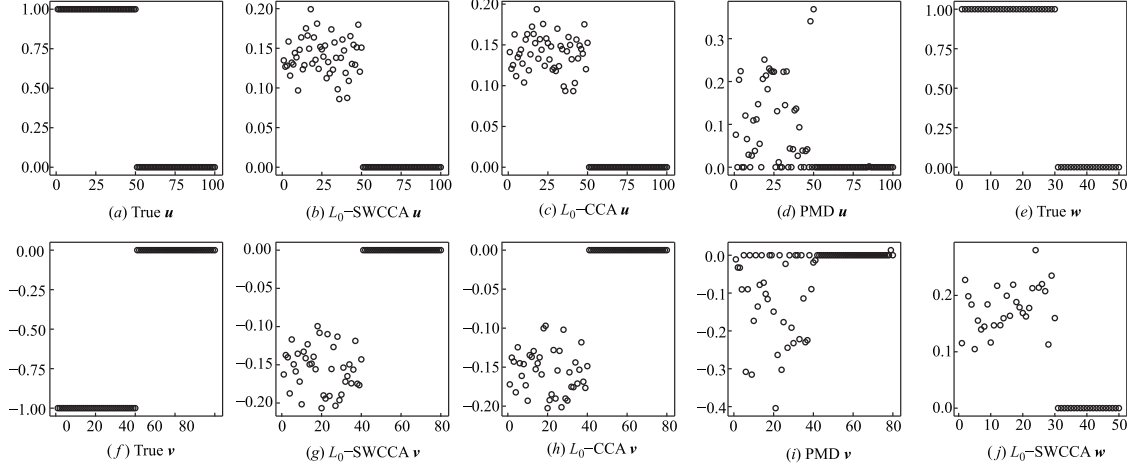 1.00
0.75
0.50
0.25
0.00
0 25 50 75 100
(a) True u
0.20
0.15
0.10
0.05
0.00
0 25 50 75 100
(b) L₀−SWCCA u
0.20
0.15
0.10
0.05
0.00
0 25 50 75 100
(c) L₀−CCA u
0.3
0.2
0.1
0.0
0 25 50 75 100
(d) PMD u
1.00
0.75
0.50
0.25
0.00
0 10 20 30 40 50
(e) True w
−0.00
−0.25
−0.50
−0.75
−1.00
0 20 40 60 80
(f) True v
−0.00
−0.05
−0.10
−0.15
−0.20
0 20 40 60 80
(g) L₀−SWCCA v
−0.00
−0.05
−0.10
−0.15
−0.20
0 20 40 60 80
(h) L₀−CCA v
0.0
−0.1
−0.2
−0.3
−0.4
0 20 40 60 80
(i) PMD v
0.2
0.1
0.0
0 10 20 30 40 50
(j) L₀−SWCCA w